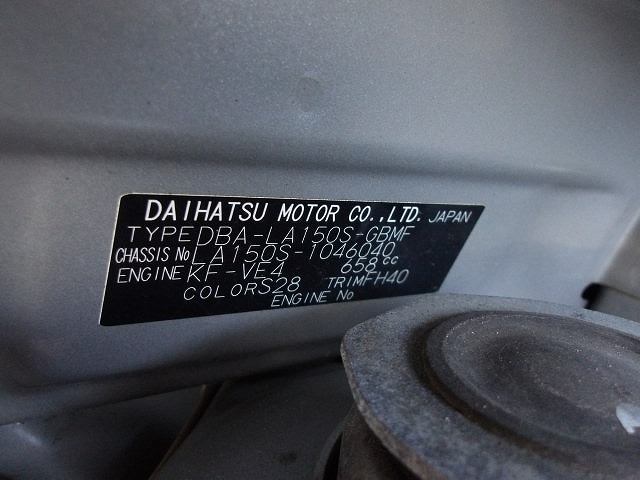 DAIHATSU MOTOR CO.,LTD. JAPAN
TYPE DBA-LA150S-GBMF
CHASSIS No LA150S-1046040
ENGINE KF-VE4 658cc
COLOR S28 TRIM FH40
ENGINE No